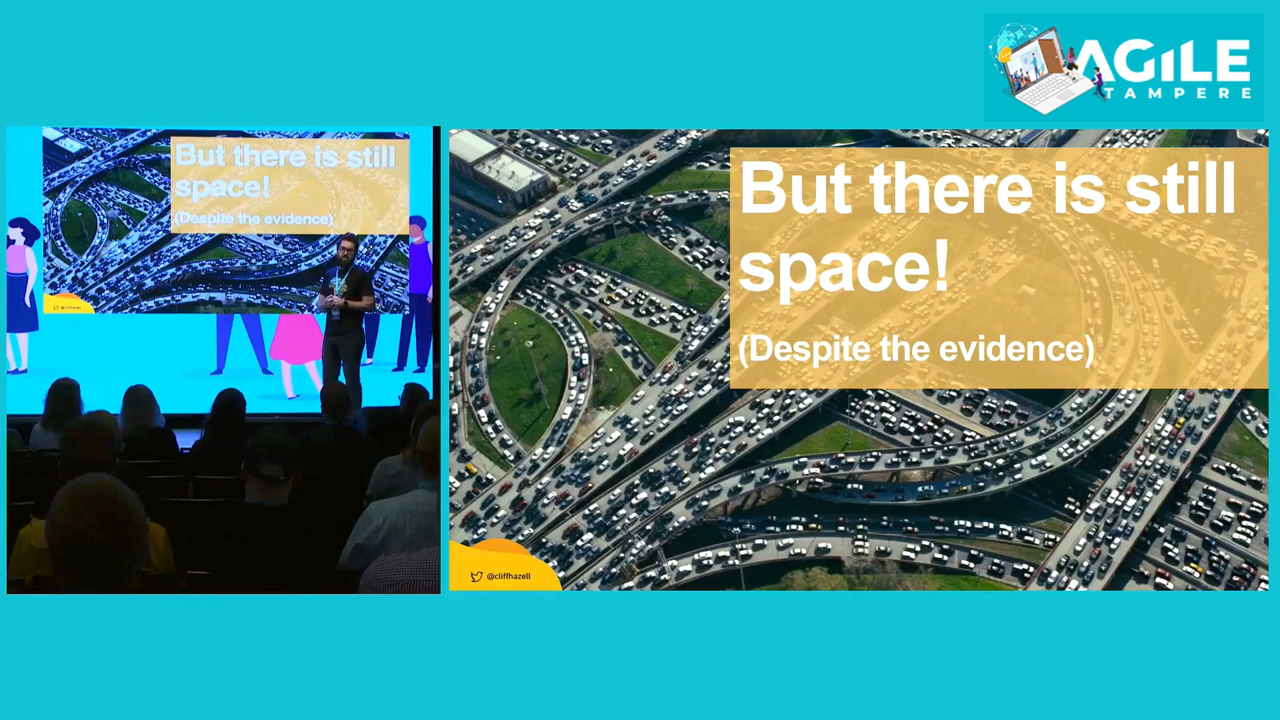 AGiLE
TAMPERE
But there is still
space!
(Despite the evidence)
But there is still
space!
(Despite the evidence)
@cliffhazell